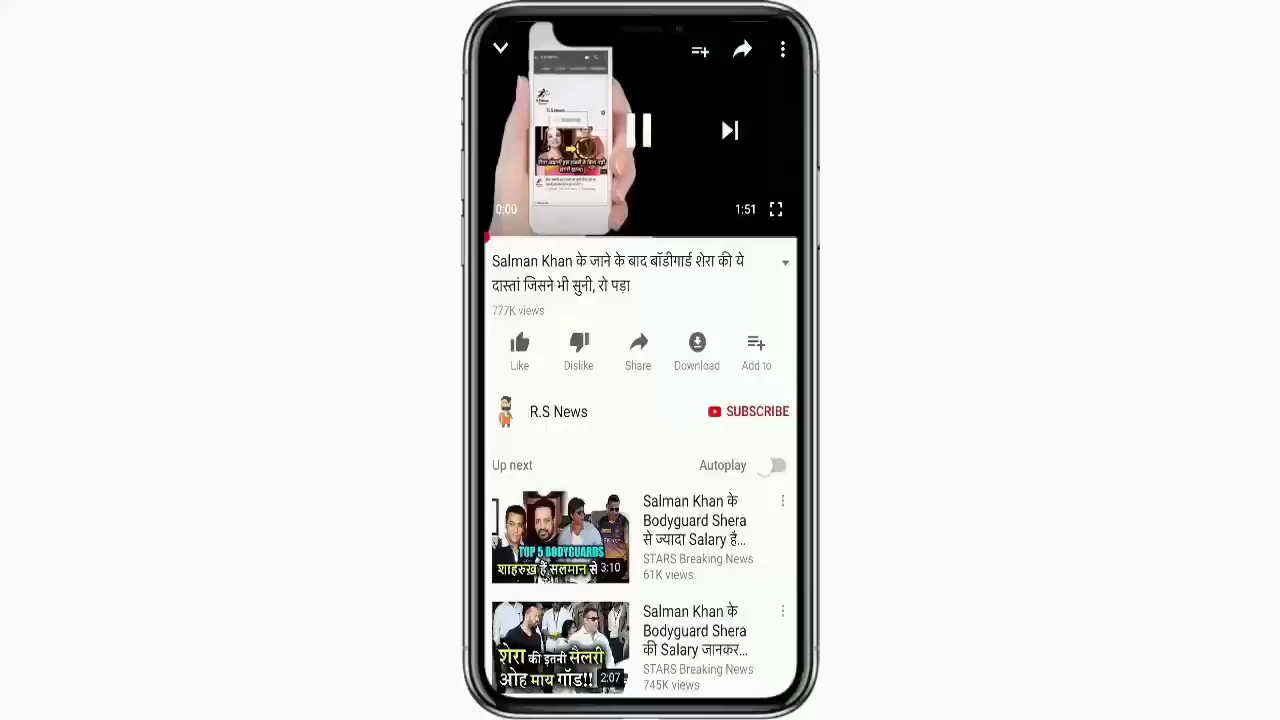 R.S News
0:00
1:51
Salman Khan के जाने के बाद बॉडीगार्ड शेरा की ये
दास्तां जिसने भी सुनी, रो पड़ा
777K views
Like
Dislike
Share
Download
Add to
R.S News
SUBSCRIBE
Up next
Autoplay
TOP 5 BODYGUARDS
शाहरुख़ हैं सलमान से
3:10
Salman Khan के
Bodyguard Shera
से ज्यादा Salary है...
STARS Breaking News
61K views
शेरा की इतनी सैलरी
ओह माय गॉड!!
2:07
Salman Khan के
Bodyguard Shera
की Salary जानकर...
STARS Breaking News
745K views